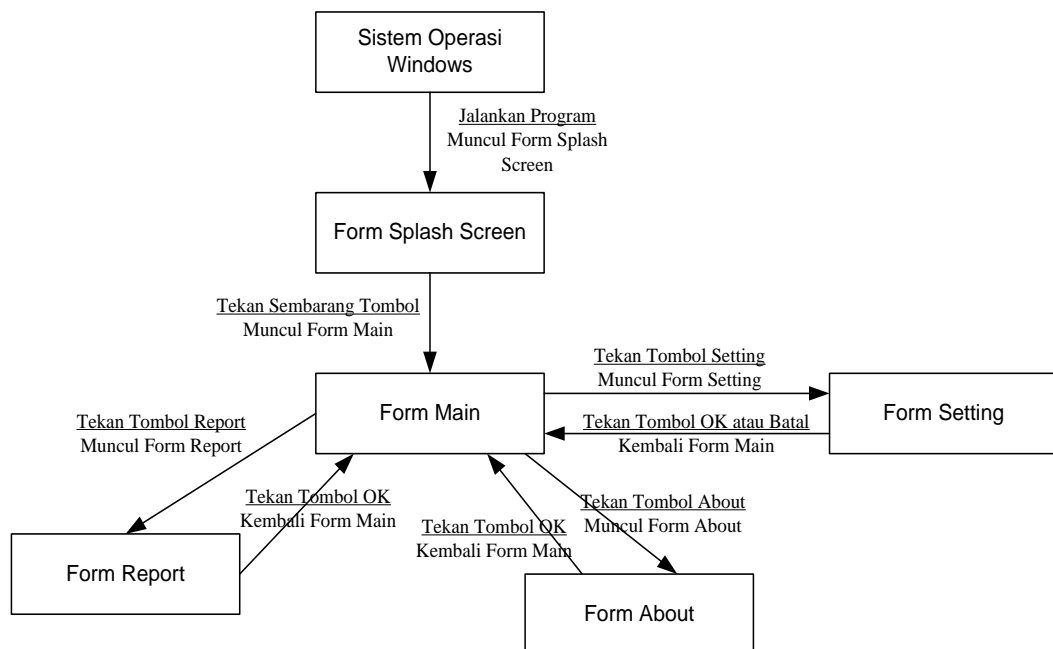 Sistem Operasi
Windows
Jalankan Program
Muncul Form Splash
Screen
Form Splash Screen
Tekan Sembarang Tombol
Muncul Form Main
Form Main
Tekan Tombol Setting
Muncul Form Setting
Form Setting
Tekan Tombol OK atau Batal
Kembali Form Main
Tekan Tombol Report
Muncul Form Report
Tekan Tombol OK
Kembali Form Main
Tekan Tombol OK
Kembali Form Main
Tekan Tombol About
Muncul Form About
Form Report
Form About